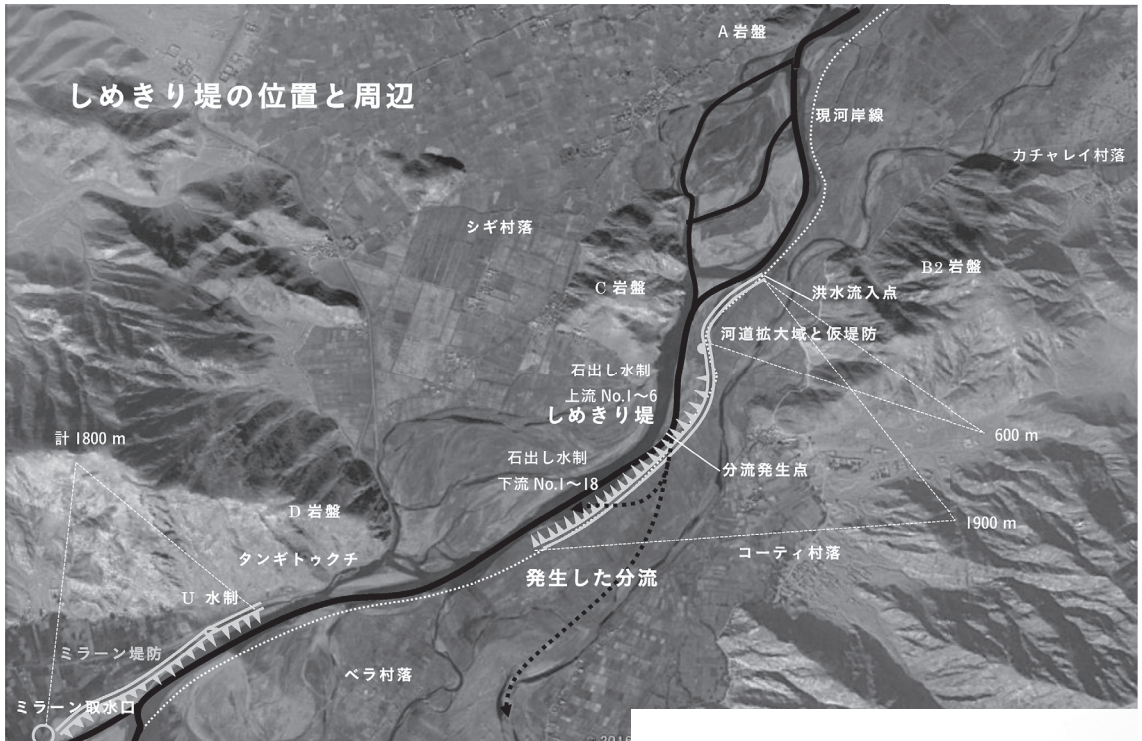 A岩盤
しめきり堤の位置と周辺
現河岸線
カチャレイ村落
シギ村落
B2 岩盤
C 岩盤
洪水流入点
河道拡大域と仮堤防
石出し水制
上流 No.1〜6
しめきり堤
計 1800 m
600 m
石出し水制
下流 No.1〜18
分流発生点
D 岩盤
1900 m
タンギトゥクチ
コーティ村落
発生した分流
U 水制
ミラーン堤防
ベラ村落
ミラーン取水口
© 2016